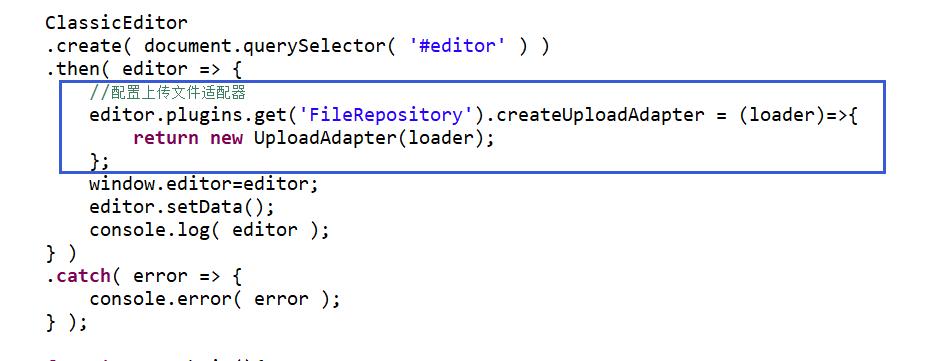 ClassicEditor
.create( document.querySelector( '#editor' ) )
.then( editor => {
//配置上传文件适配器
editor.plugins.get('FileRepository').createUploadAdapter = (loader)=>{
return new UploadAdapter(loader);
};
window.editor=editor;
editor.setData();
console.log( editor );
} )
.catch( error => {
console.error( error );
} );